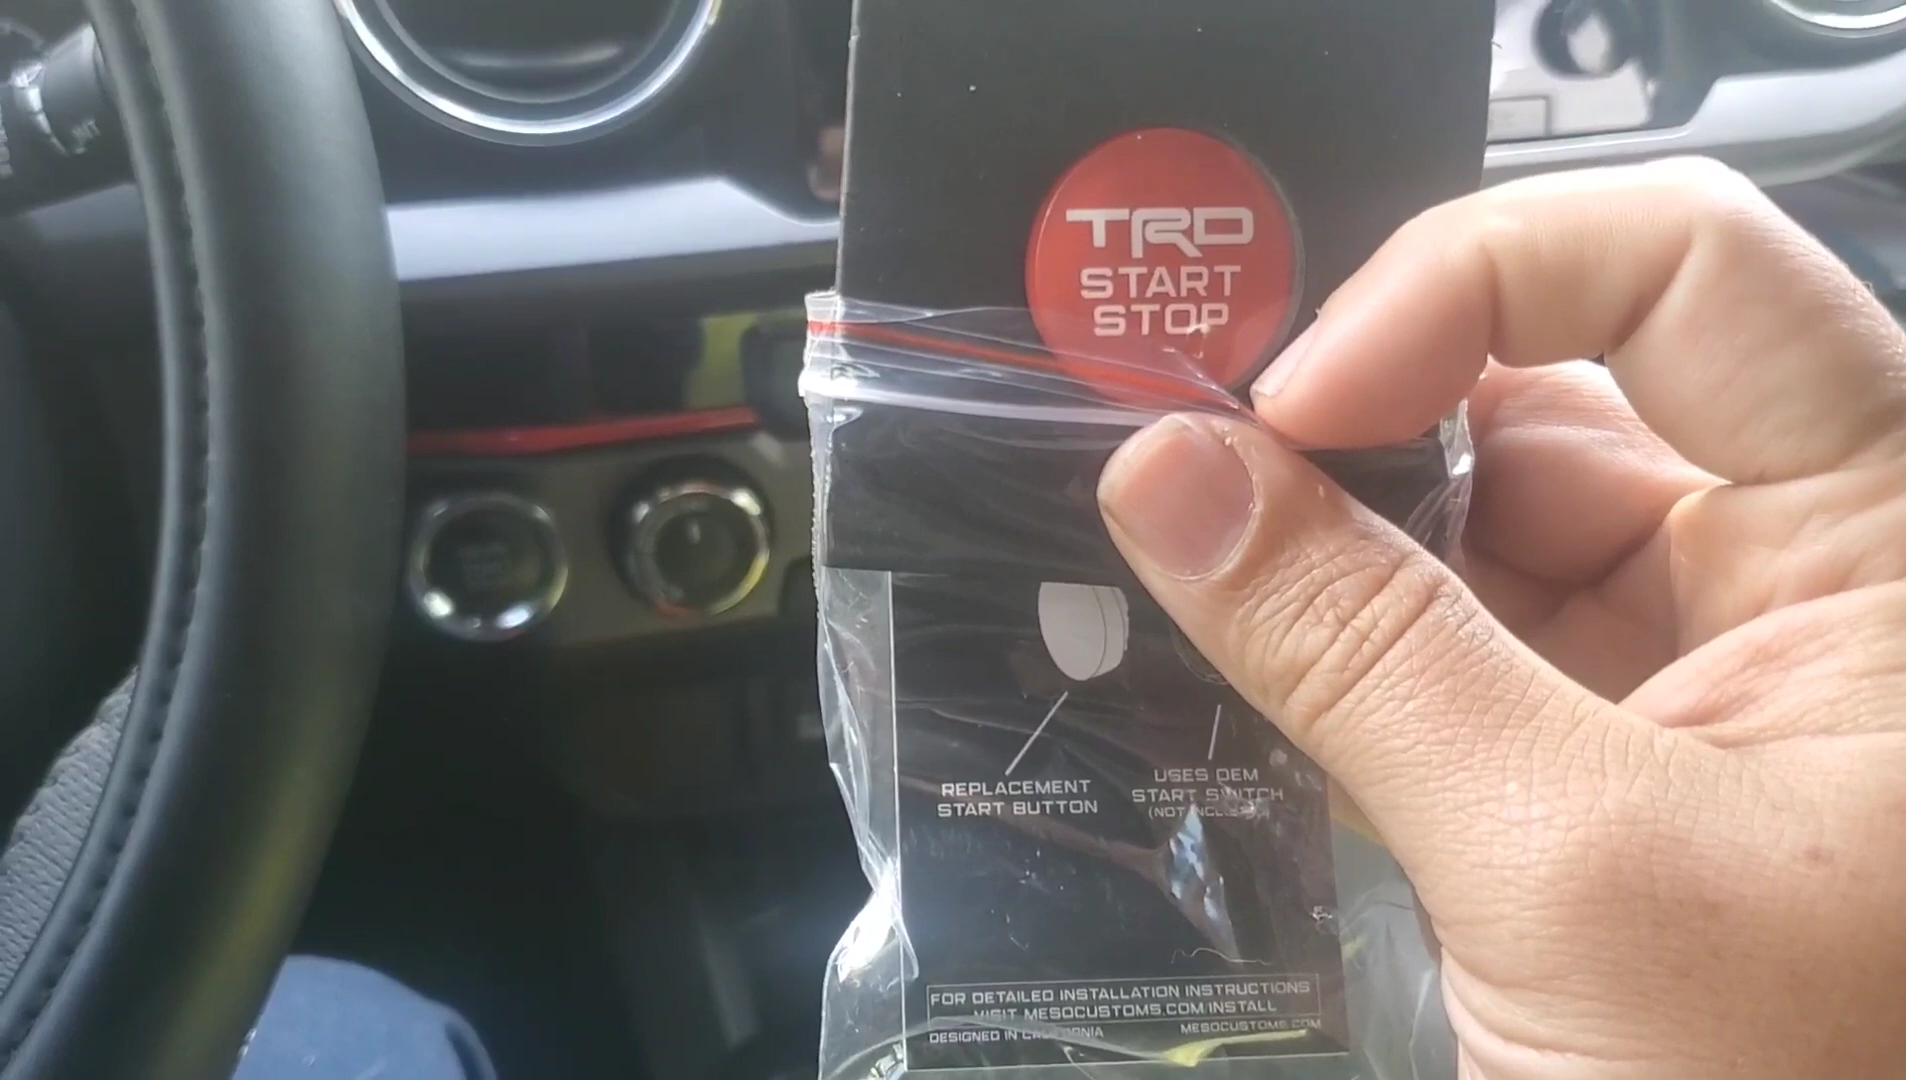 TRD
START
STOP
REPLACEMENT
START BUTTON
USES OEM
START SWITCH
(NOT
FOR DETAILED INSTALLATION INSTRUCTIONS
VISIT MESOCUSTOMS.COM/INSTALL
DESIGNED IN CALIFORNIA
MESOCUSTOMS.COM